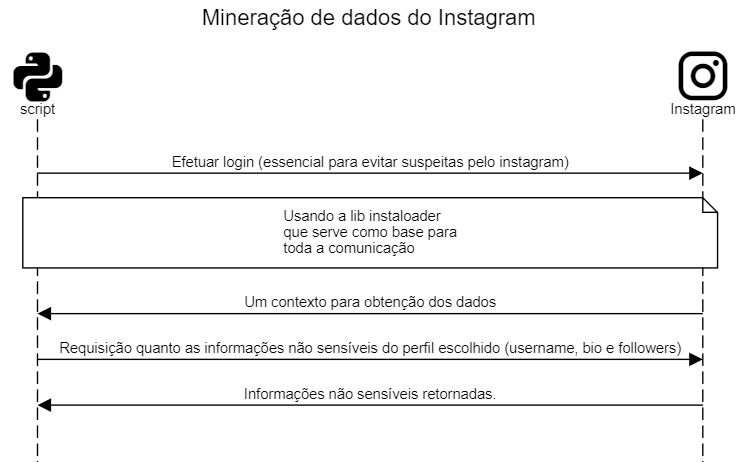 Mineração de dados do Instagram
script
Instagram
Efetuar login (essencial para evitar suspeitas pelo instagram)
Usando a lib instaloader
que serve como base para
toda a comunicação
Um contexto para obtenção dos dados
Requisição quanto as informações não sensíveis do perfil escolhido (username, bio e followers)
Informações não sensíveis retornadas.